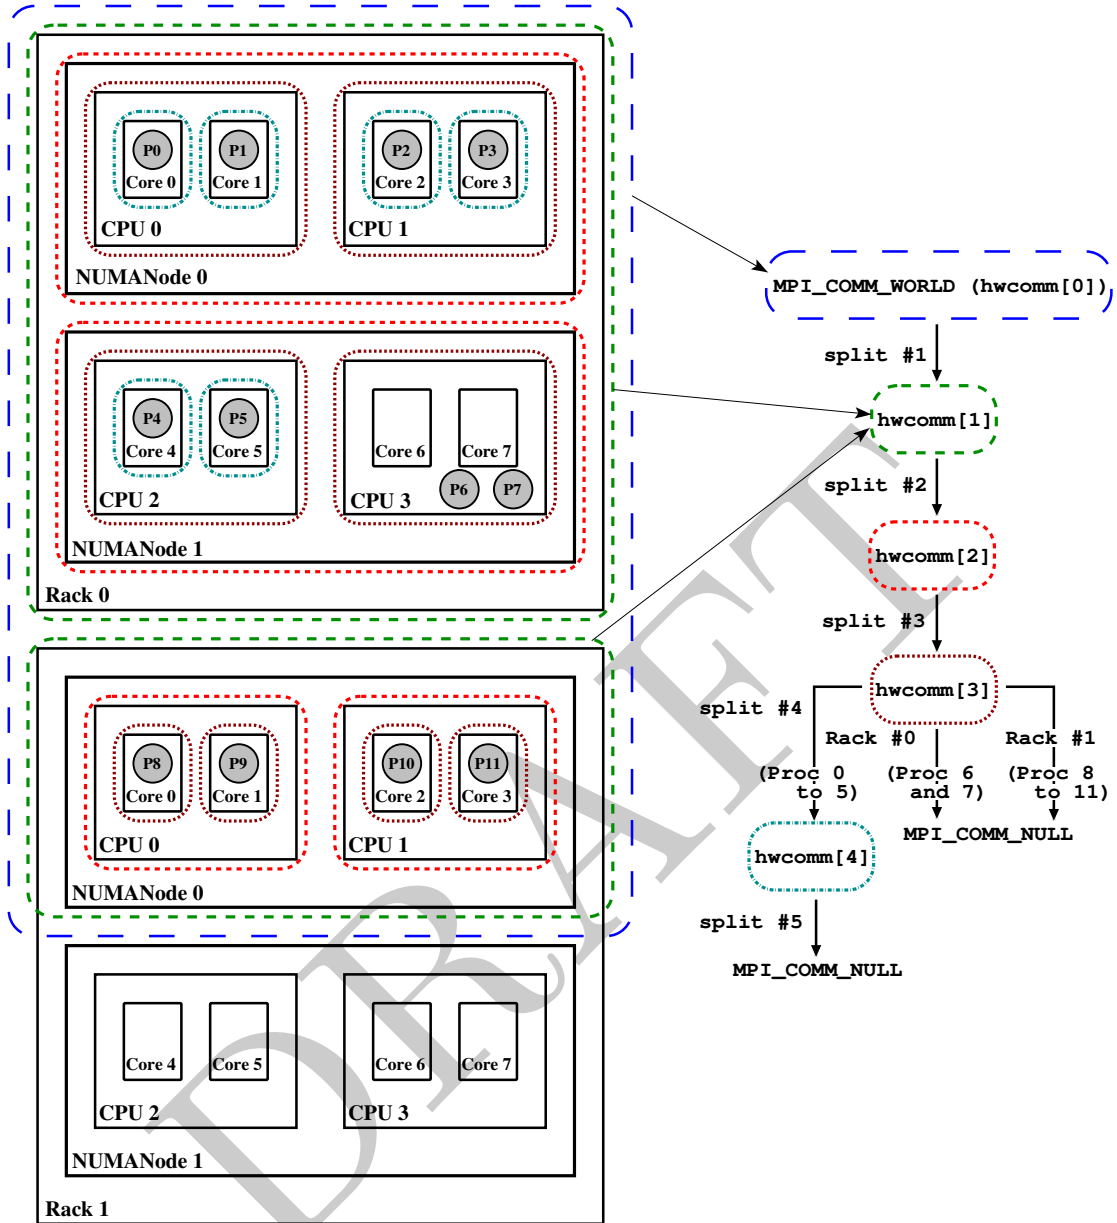 P0
P1
P2
P3
Core 0
Core 1
Core 2
Core 3
CPU 0
CPU 1
NUMANode 0
P4
P5
Core 4
Core 5
Core 6
Core 7
P6
P7
CPU 2
CPU 3
NUMANode 1
Rack 0
P8
P9
P10
P11
Core 0
Core 1
Core 2
Core 3
CPU 0
CPU 1
NUMANode 0
Core 4
Core 5
Core 6
Core 7
CPU 2
CPU 3
NUMANode 1
Rack 1
MPI_COMM_WORLD (hwcomm[0])
split #1
hwcomm[1]
split #2
hwcomm[2]
split #3
hwcomm[3]
split #4
Rack #0
Rack #1
(Proc 0
to 5)
(Proc 6
and 7)
(Proc 8
to 11)
MPI_COMM_NULL
hwcomm[4]
split #5
MPI_COMM_NULL
DRAFT